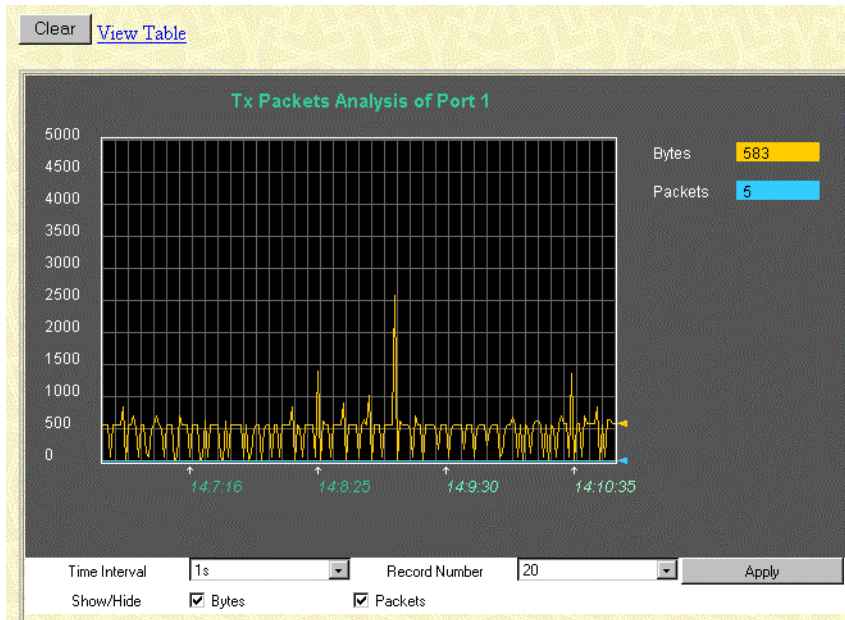 Clear View Table
Tx Packets Analysis of Port 1
5000
4500
4000
3500
3000
2500
2000
1500
1000
500
0
14:7:16 14:8:25 14:9:30 14:10:35
Bytes 583
Packets 5
Time Interval 1s Record Number 20 Apply
Show/Hide Bytes Packets